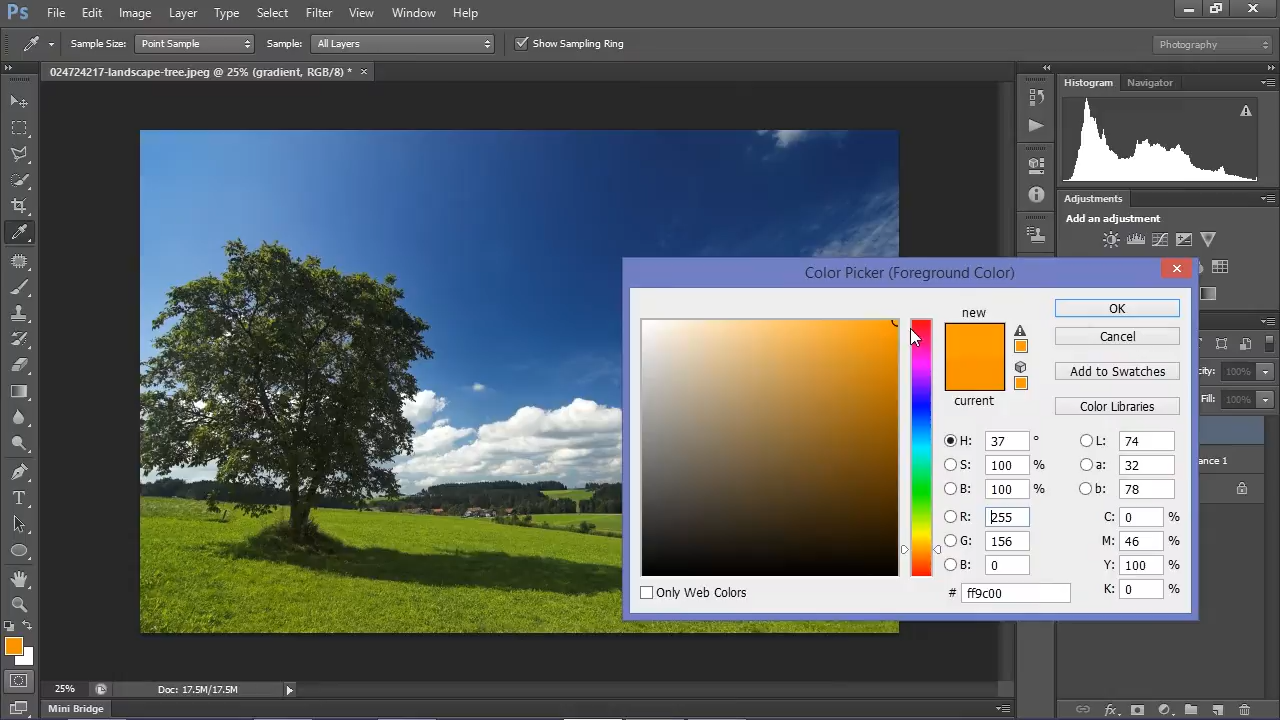 Ps File Edit Image Layer Type Select Filter View Window Help
Sample Size: Point Sample Sample: All Layers Show Sampling Ring Photography
024724217-landscape-tree.jpeg @ 25% (gradient, RGB/8) * ×
Histogram Navigator
Adjustments
Add an adjustment
Color Picker (Foreground Color)
new
current
OK
Cancel
Add to Swatches
Color Libraries
H: 37 °
S: 100 %
B: 100 %
R: 255
G: 156
B: 0
# ff9c00
L: 74
a: 32
b: 78
C: 0 %
M: 46 %
Y: 100 %
K: 0 %
Only Web Colors
city: 100%
Fill: 100%
ance 1
25% Doc: 17.5M/17.5M
Mini Bridge